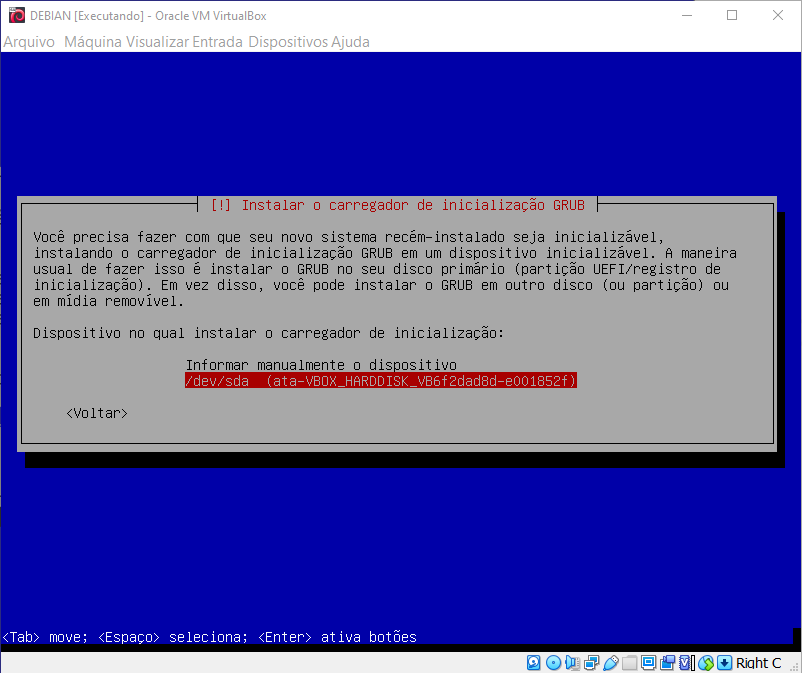 DEBIAN [Executando] - Oracle VM VirtualBox
Arquivo Máquina Visualizar Entrada Dispositivos Ajuda
[!] Instalar o carregador de inicialização GRUB
Você precisa fazer com que seu novo sistema recém-instalado seja inicializável,
instalando o carregador de inicialização GRUB em um dispositivo inicializável. A maneira
usual de fazer isso é instalar o GRUB no seu disco primário (partição UEFI/registro de
inicialização). Em vez disso, você pode instalar o GRUB em outro disco (ou partição) ou
em mídia removível.
Dispositivo no qual instalar o carregador de inicialização:
Informar manualmente o dispositivo
/dev/sda (ata-VBOX_HARDDISK_VB6f2dad8d-e001852f)
<Voltar>
<Tab> move; <Espaço> seleciona; <Enter> ativa botões
Right C